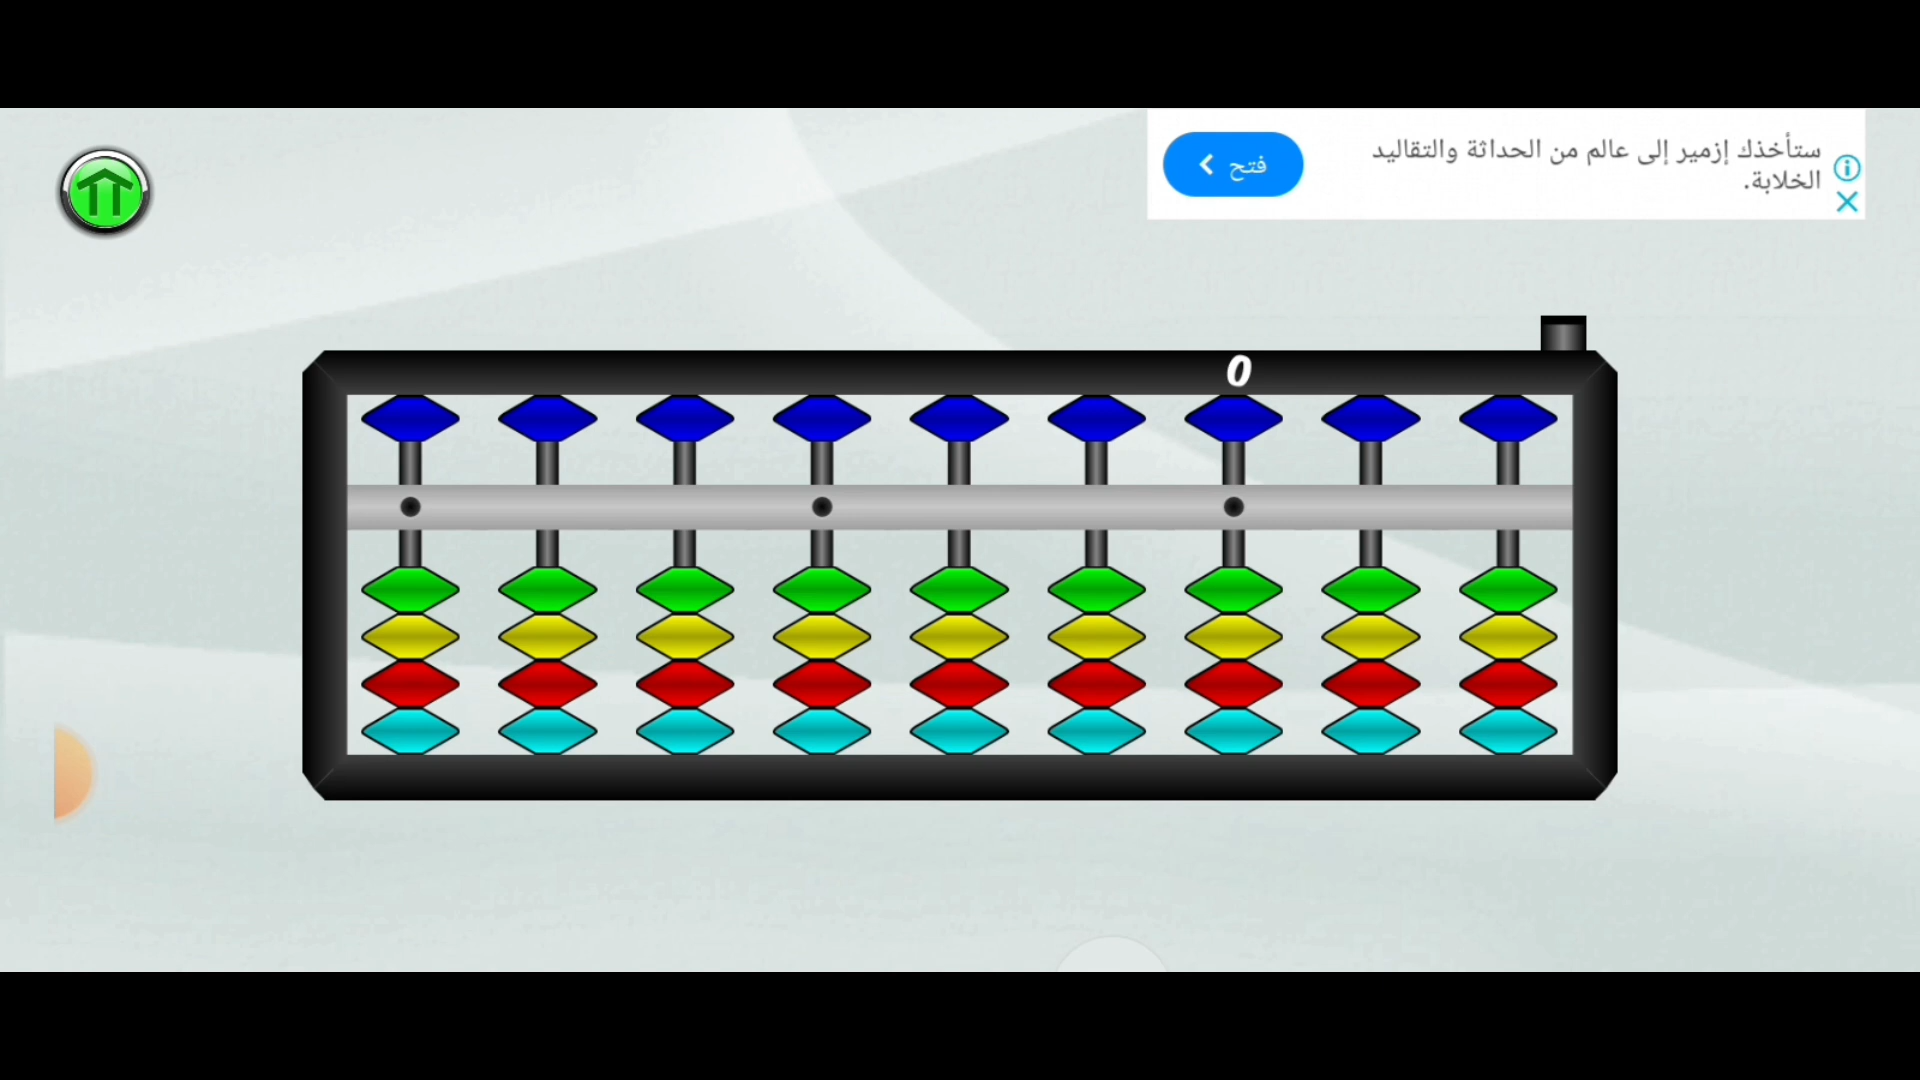 ستأخذك إزمير إلى عالم من الحداثة والتقاليد
الخلابة.
فتح
0